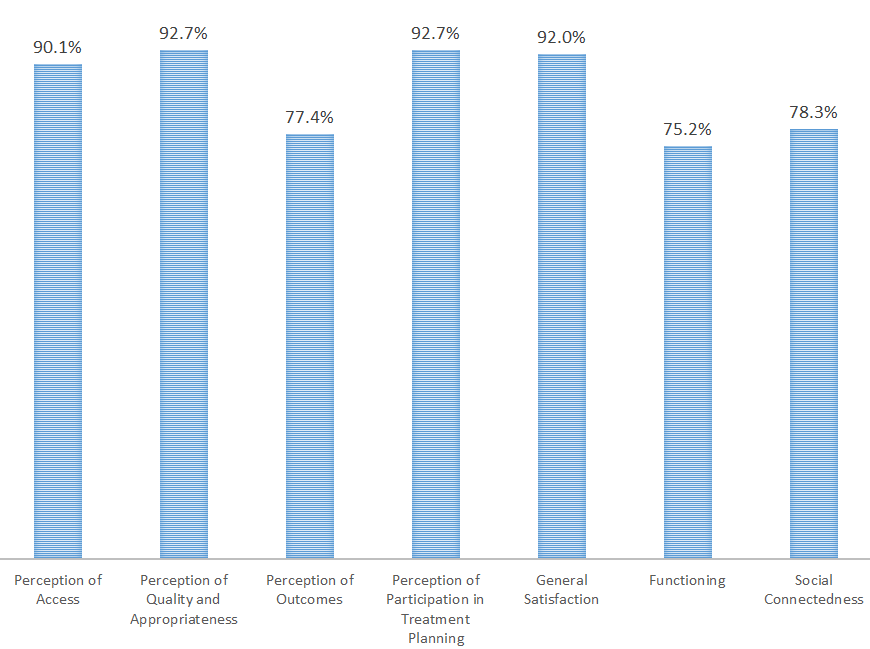 90.1%
92.7%
77.4%
92.7%
92.0%
75.2%
78.3%
Perception of
Access
Perception of
Quality and
Appropriateness
Perception of
Outcomes
Perception of
Participation in
Treatment
Planning
General
Satisfaction
Functioning
Social
Connectedness